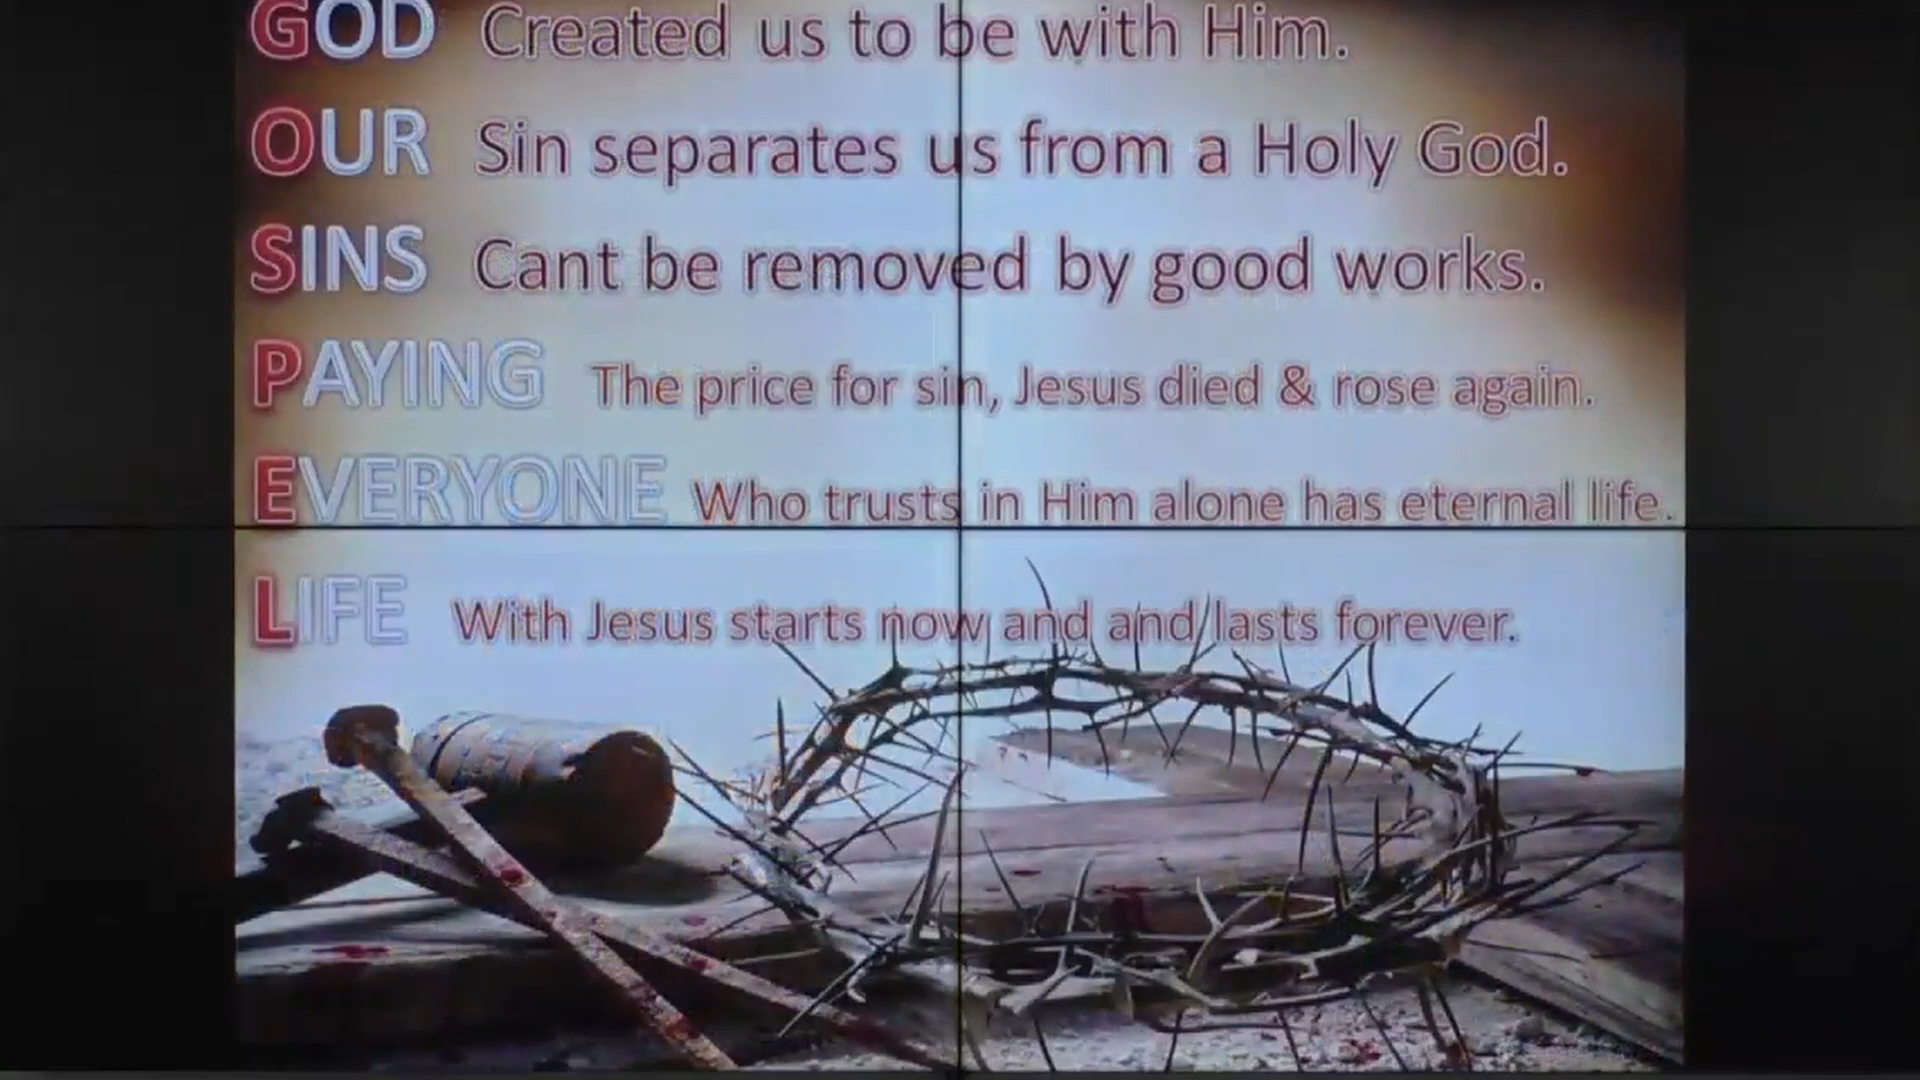 GOD Created us to be with Him.
OUR Sin separates us from a Holy God.
SINS Cant be removed by good works.
PAYING The price for sin, Jesus died & rose again.
EVERYONE Who trusts in Him alone has eternal life.
LIFE With Jesus starts now and and lasts forever.